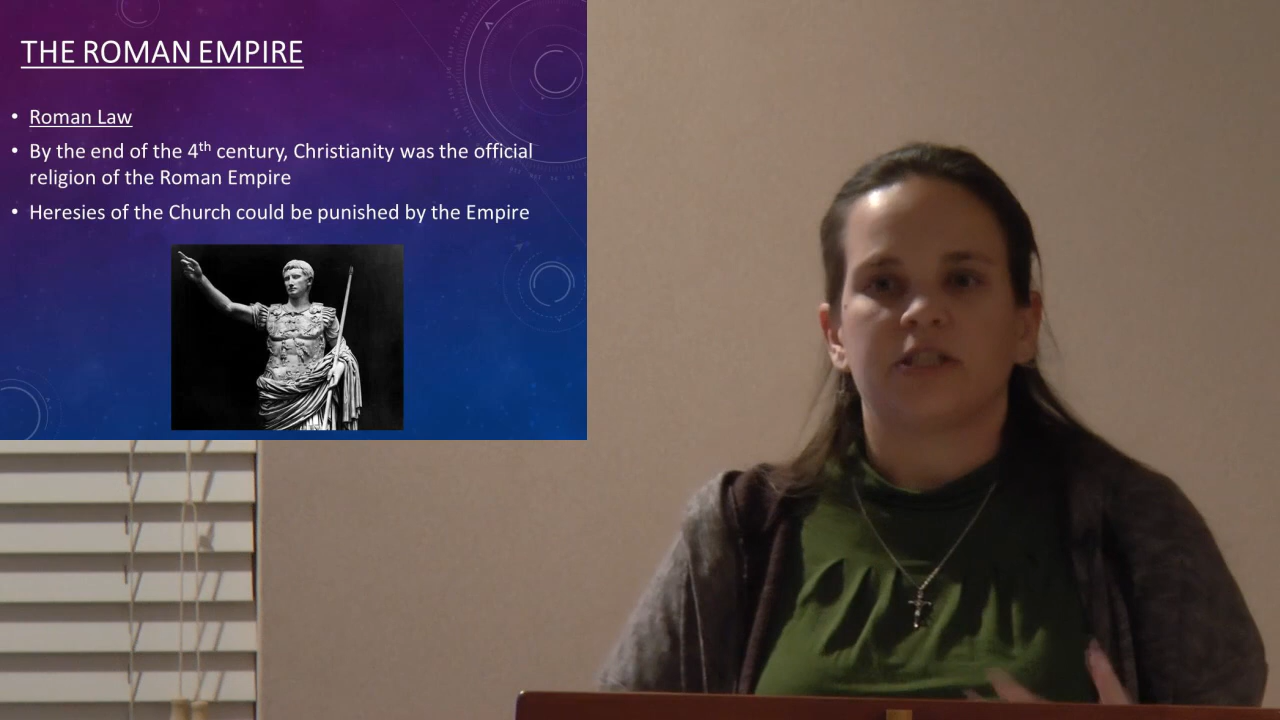 THE ROMAN EMPIRE
• Roman Law
• By the end of the 4th century, Christianity was the official
religion of the Roman Empire
• Heresies of the Church could be punished by the Empire